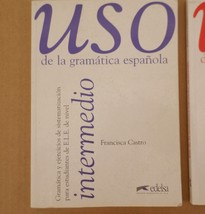 uso
de la gramática española
Gramática y ejercicios de sistematización
para estudiantes de E.L.E. de nivel
intermedio
Francisca Castro
edelsa